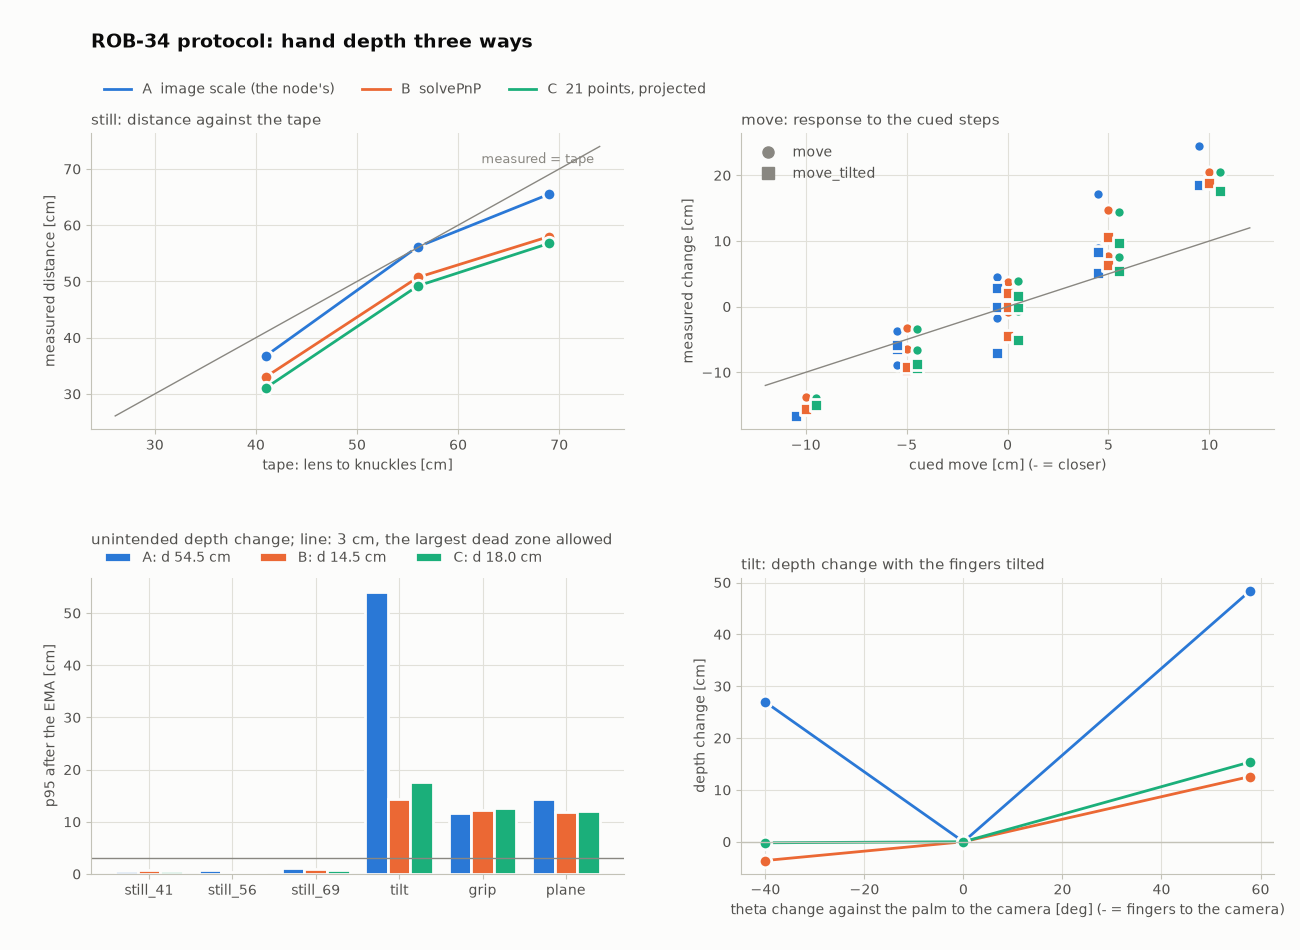 ROB-34 protocol: hand depth three ways
A image scale (the node's) B solvePnP C 21 points, projected
still: distance against the tape
measured = tape
measured distance [cm]
70
60
50
40
30
30 40 50 60 70
tape: lens to knuckles [cm]
move: response to the cued steps
move
move_tilted
measured change [cm]
20
10
0
−10
−10 −5 0 5 10
cued move [cm] (- = closer)
unintended depth change; line: 3 cm, the largest dead zone allowed
A: d 54.5 cm B: d 14.5 cm C: d 18.0 cm
p95 after the EMA [cm]
50
40
30
20
10
0
still_41 still_56 still_69 tilt grip plane
tilt: depth change with the fingers tilted
depth change [cm]
50
40
30
20
10
0
−40 −20 0 20 40 60
theta change against the palm to the camera [deg] (- = fingers to the camera)